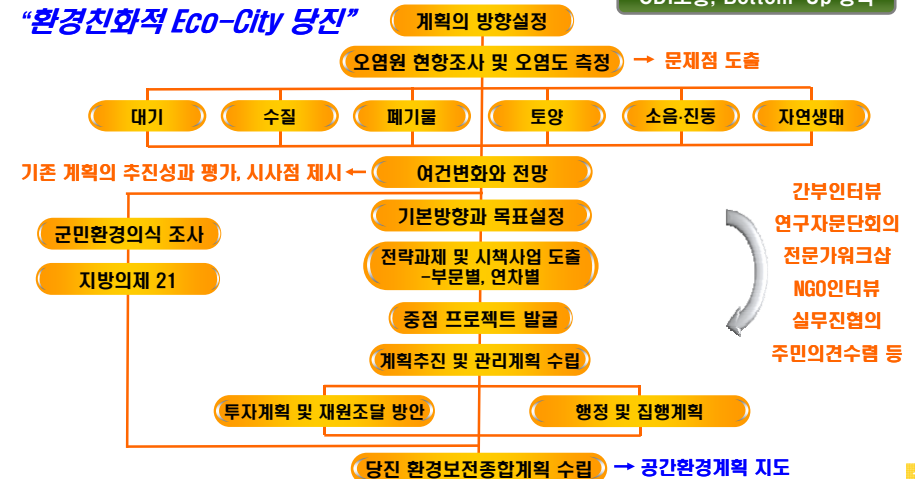 “환경친화적 Eco-City 당진”
계획의 방향설정
오염원 현황조사 및 오염도 측정 → 문제점 도출
대기 수질 폐기물 토양 소음·진동 자연생태
기존 계획의 추진성과 평가, 시사점 제시 ← 여건변화와 전망
기본방향과 목표설정
군민환경의식 조사
지방의제 21
전략과제 및 시책사업 도출
-부문별, 연차별
중점 프로젝트 발굴
계획추진 및 관리계획 수립
투자계획 및 재원조달 방안 행정 및 집행계획
당진 환경보전종합계획 수립 → 공간환경계획 지도
간부인터뷰
연구자문단회의
전문가워크샵
NGO인터뷰
실무진협의
주민의견수렴 등